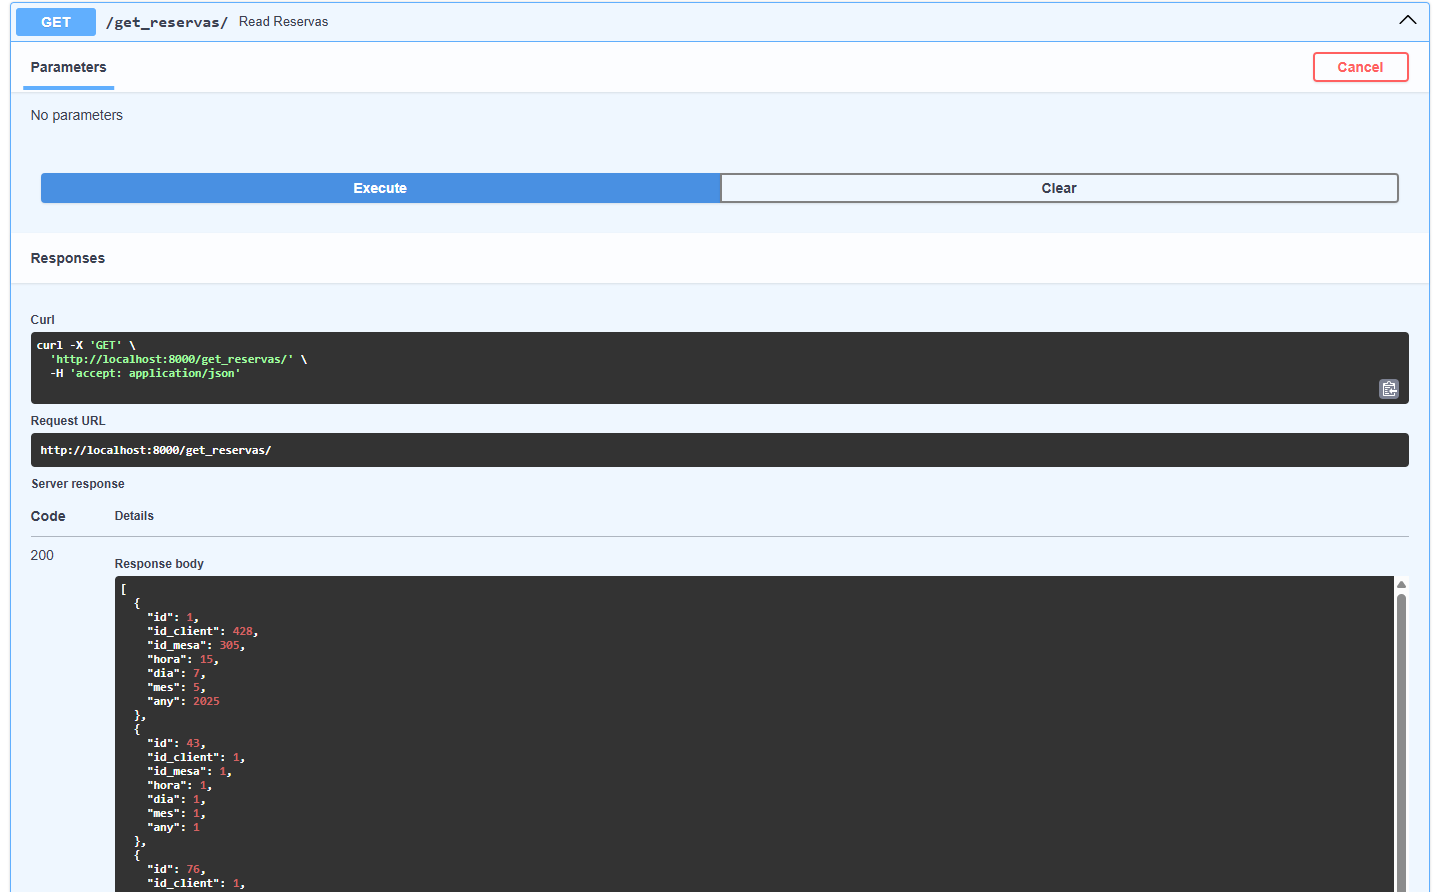 GET /get_reservas/ Read Reservas
Parameters
Cancel
No parameters
Execute
Clear
Responses
Curl
curl -X 'GET' \
  'http://localhost:8000/get_reservas/' \
  -H 'accept: application/json'
Request URL
http://localhost:8000/get_reservas/
Server response
Code Details
200
Response body
[
  {
    "id": 1,
    "id_client": 428,
    "id_mesa": 305,
    "hora": 15,
    "dia": 7,
    "mes": 5,
    "any": 2025
  },
  {
    "id": 43,
    "id_client": 1,
    "id_mesa": 1,
    "hora": 1,
    "dia": 1,
    "mes": 1,
    "any": 1
  },
  {
    "id": 76,
    "id_client": 1,